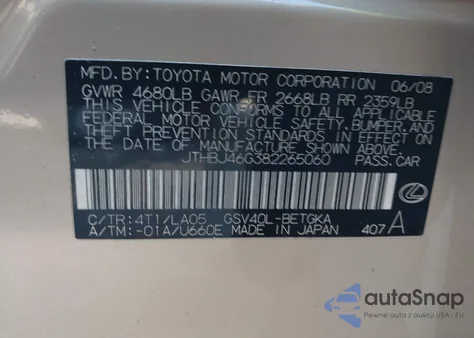 MFD. BY: TOYOTA MOTOR CORPORATION 06/08
GVWR 4680LB GAWR FR 2668LB RR 2359LB
THIS VEHICLE CONFORMS TO ALL APPLICABLE
FEDERAL MOTOR VEHICLE SAFETY, BUMPER, AND
THEFT PREVENTION STANDARDS IN EFFECT ON
THE DATE OF MANUFACTURE SHOWN ABOVE.
JTHBJ46G382265060 PASS. CAR
C/TR: 4T1/LA05 GSV40L-BETGKA
A/TM: -01A/U660E MADE IN JAPAN 407 A
autoSnap
Pewne auta z aukcji USA i EU